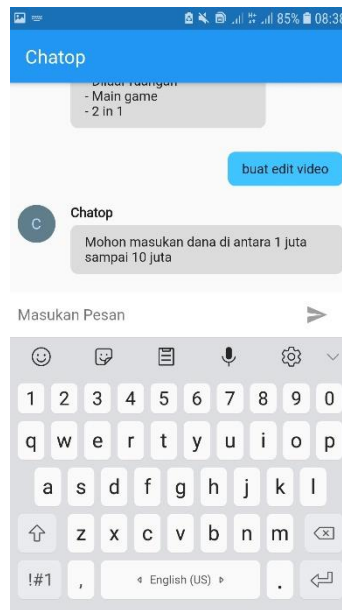 85% 08:38
Chatop
- Diluar ruangan
- Main game
- 2 in 1
buat edit video
C
Chatop
Mohon masukan dana di antara 1 juta
sampai 10 juta
Masukan Pesan
1 2 3 4 5 6 7 8 9 0
q w e r t y u i o p
a s d f g h j k l
z x c v b n m
!#1 , English (US) .